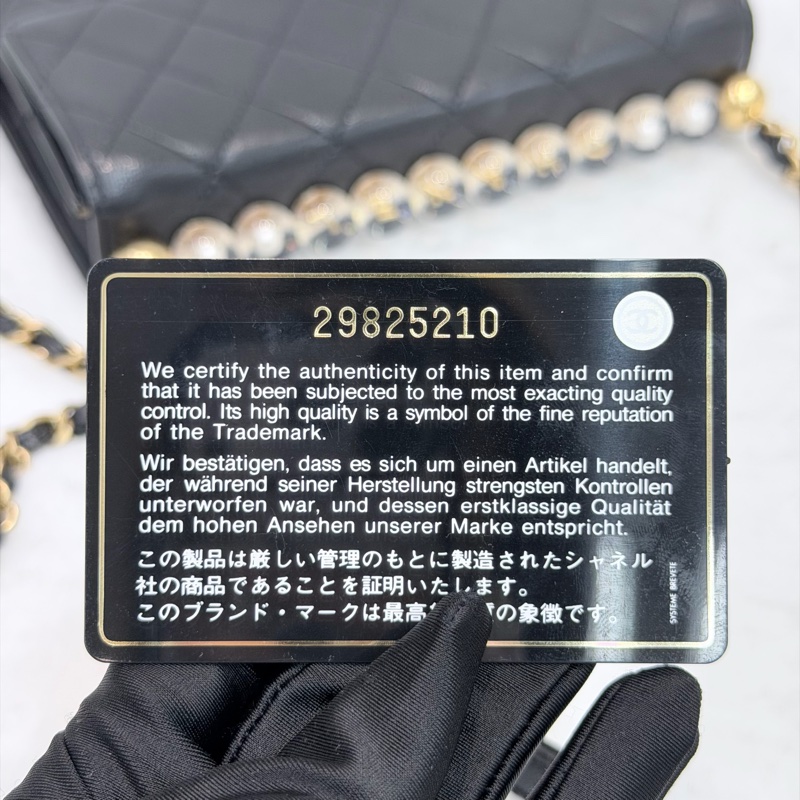 29825210
We certify the authenticity of this item and confirm
that it has been subjected to the most exacting quality
control. Its high quality is a symbol of the fine reputation
of the Trademark.
Wir bestätigen, dass es sich um einen Artikel handelt,
der während seiner Herstellung strengsten Kontrollen
unterworfen war, und dessen erstklassige Qualität
dem hohen Ansehen unserer Marke entspricht.
この製品は厳しい管理のもとに製造されたシャネル
社の商品であることを証明いたします。
このブランド・マークは最高 の象徴です。
SYSTEME BREVETE